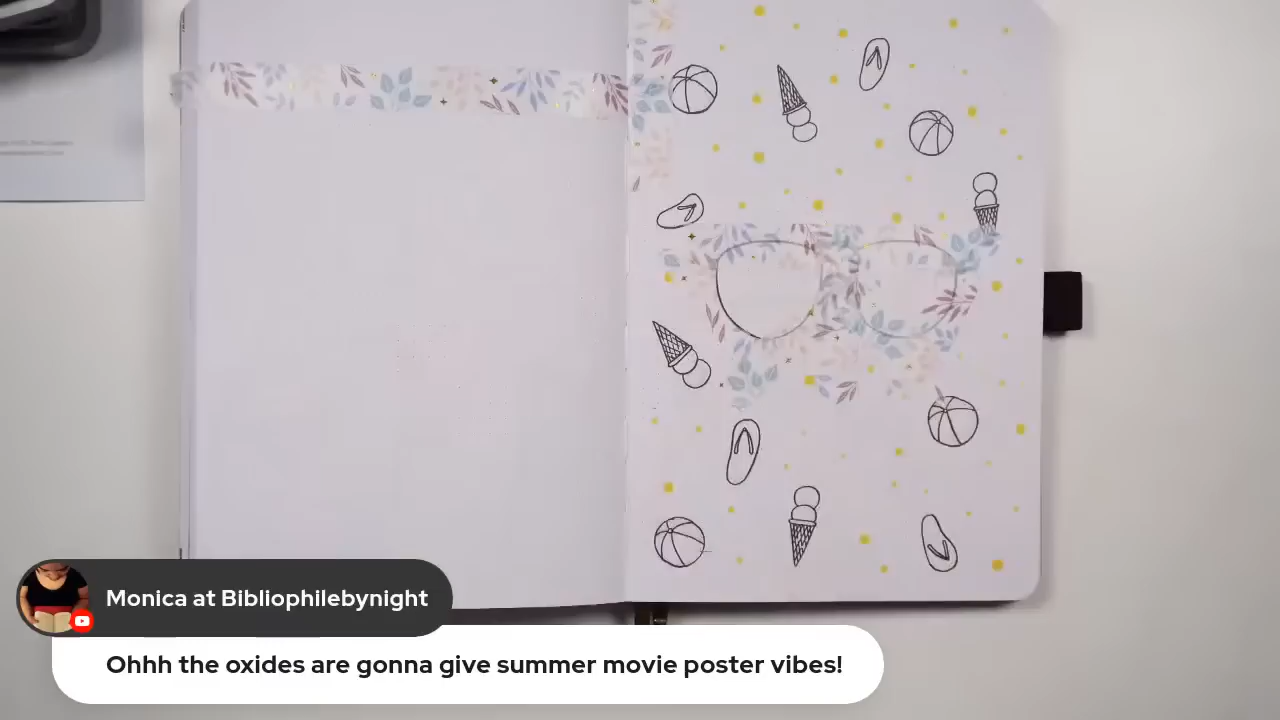 Monica at Bibliophilebynight
Ohhh the oxides are gonna give summer movie poster vibes!